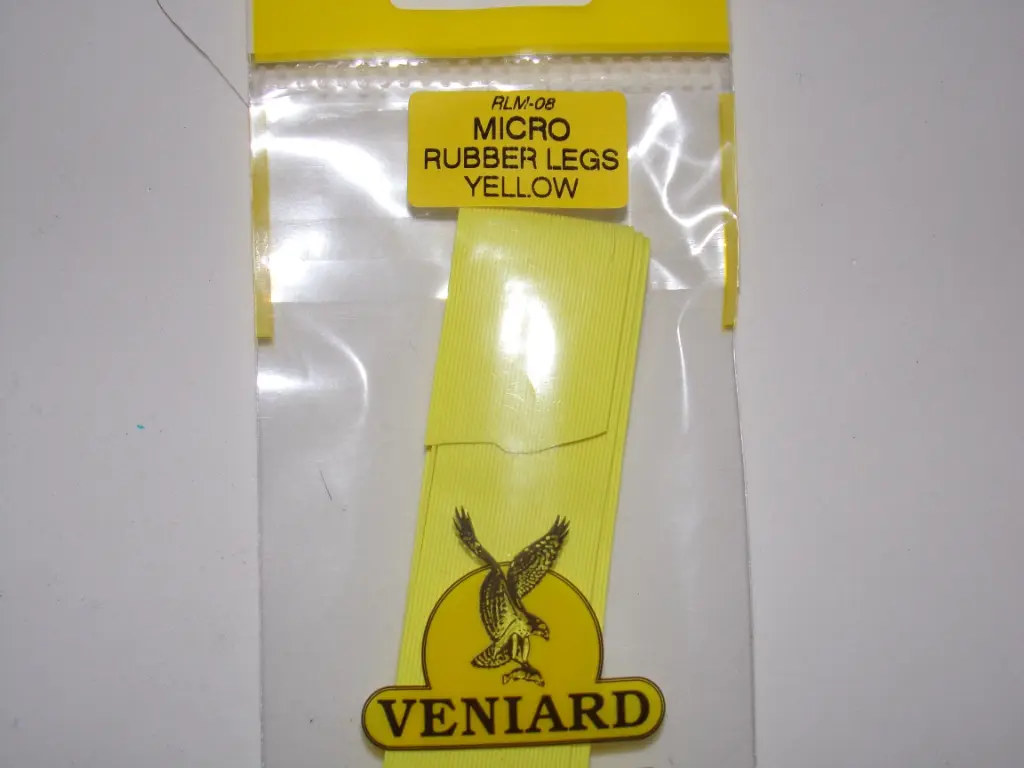 RLM-08
MICRO
RUBBER LEGS
YELLOW
VENIARD